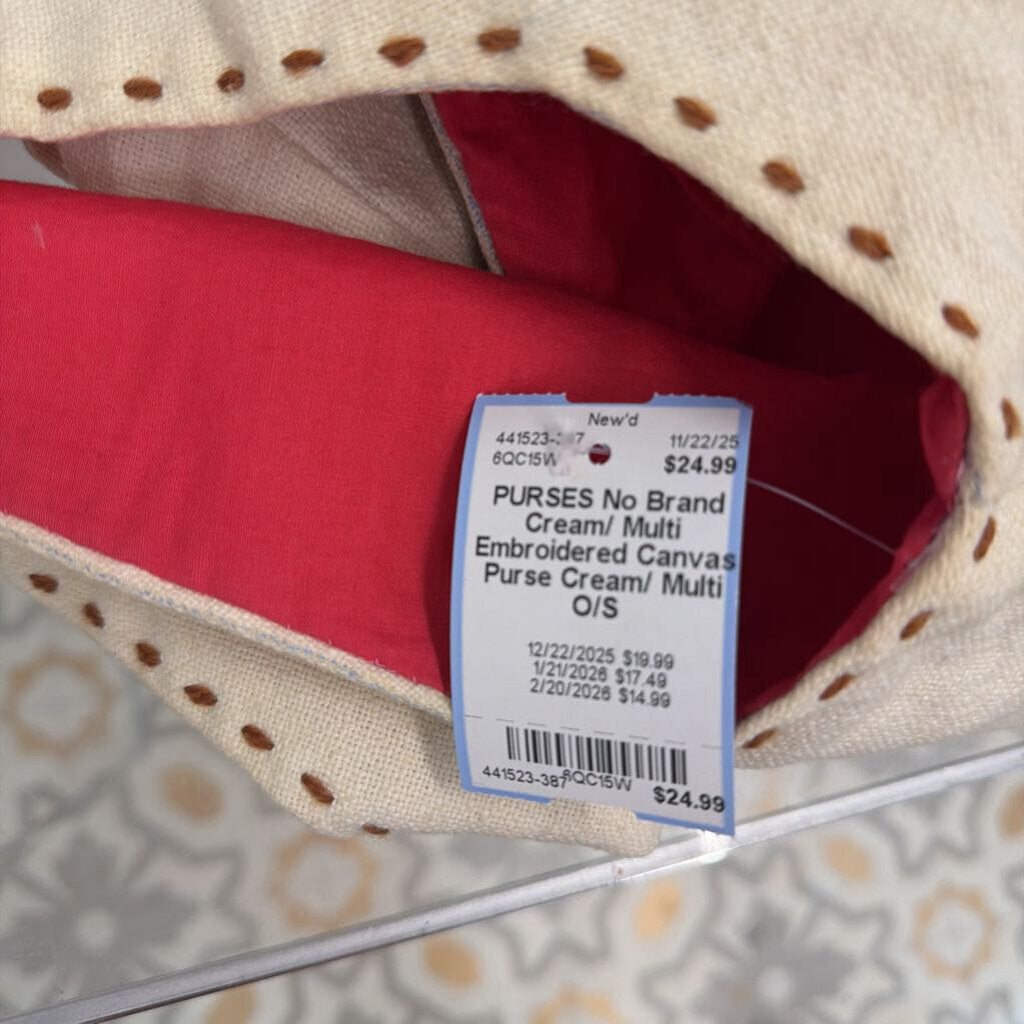 New'd
441523-387 11/22/25
6QC15W $24.99
PURSES No Brand
Cream/ Multi
Embroidered Canvas
Purse Cream/ Multi
O/S
12/22/2025 $19.99
1/21/2026 $17.49
2/20/2026 $14.99
441523-387 6QC15W $24.99